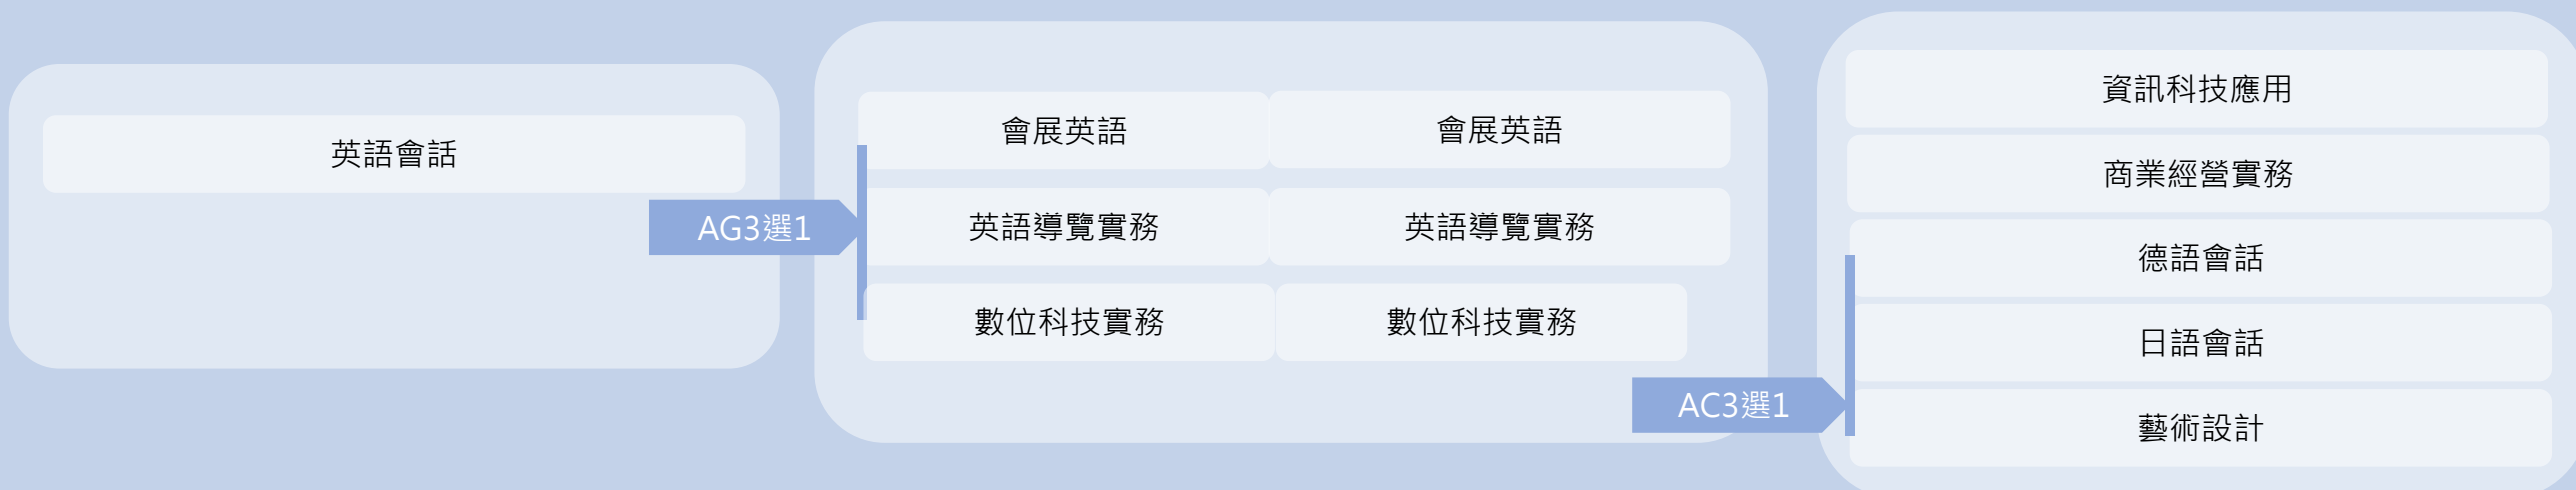 英語會話
AG3選1
會展英語
會展英語
英語導覽實務
英語導覽實務
數位科技實務
數位科技實務
AC3選1
資訊科技應用
商業經營實務
德語會話
日語會話
藝術設計